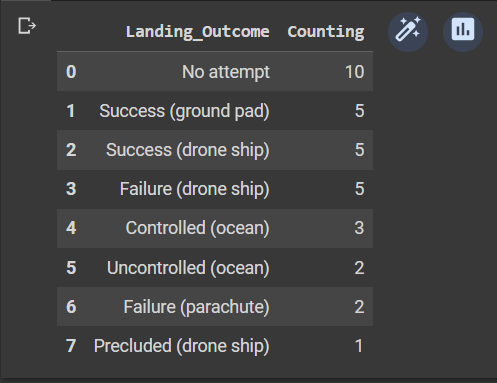 Landing_Outcome Counting
0 No attempt 10
1 Success (ground pad) 5
2 Success (drone ship) 5
3 Failure (drone ship) 5
4 Controlled (ocean) 3
5 Uncontrolled (ocean) 2
6 Failure (parachute) 2
7 Precluded (drone ship) 1